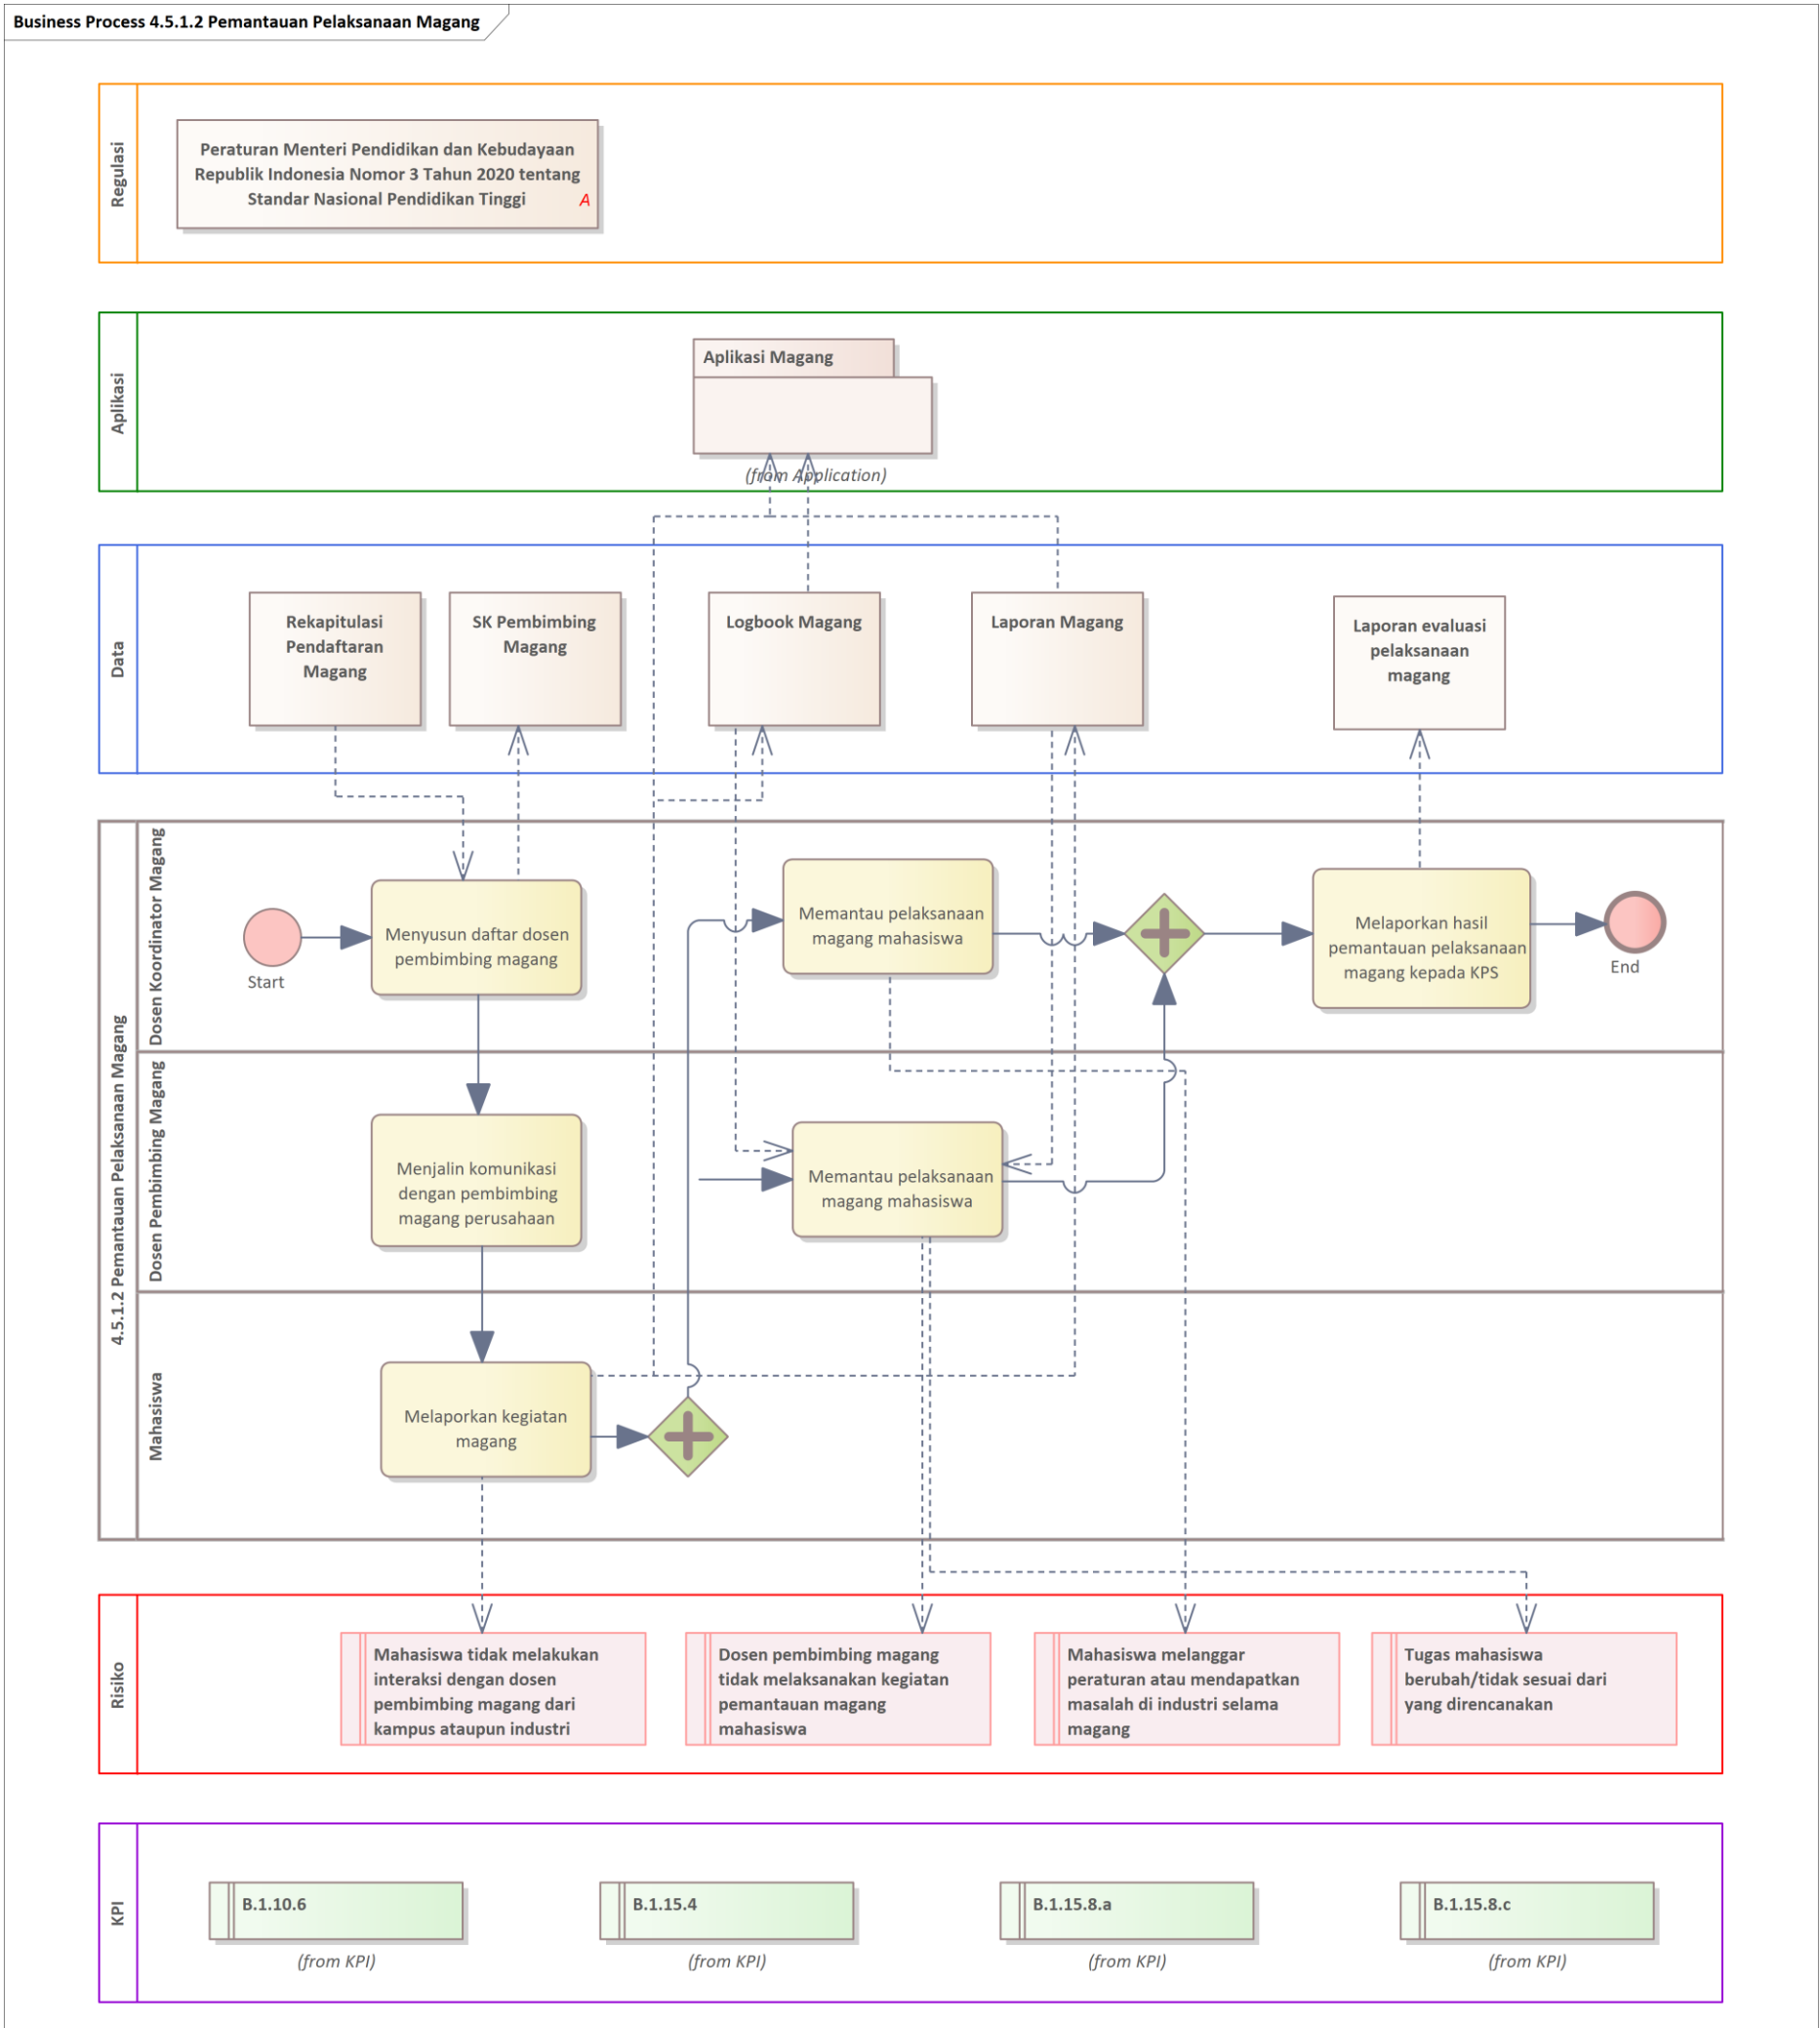 Business Process 4.5.1.2 Pemantauan Pelaksanaan Magang
Regulasi
Peraturan Menteri Pendidikan dan Kebudayaan
Republik Indonesia Nomor 3 Tahun 2020 tentang
Standar Nasional Pendidikan Tinggi
A
Aplikasi
Aplikasi Magang
(from Application)
Data
Rekapitulasi
Pendaftaran
Magang
SK Pembimbing
Magang
Logbook Magang
Laporan Magang
Laporan evaluasi
pelaksanaan
magang
4.5.1.2 Pemantauan Pelaksanaan Magang
Dosen Koordinator Magang
Start
Menyusun daftar dosen
pembimbing magang
Memantau pelaksanaan
magang mahasiswa
Melaporkan hasil
pemantauan pelaksanaan
magang kepada KPS
End
Dosen Pembimbing Magang
Menjalin komunikasi
dengan pembimbing
magang perusahaan
Memantau pelaksanaan
magang mahasiswa
Mahasiswa
Melaporkan kegiatan
magang
Risiko
Mahasiswa tidak melakukan
interaksi dengan dosen
pembimbing magang dari
kampus ataupun industri
Dosen pembimbing magang
tidak melaksanakan kegiatan
pemantauan magang
mahasiswa
Mahasiswa melanggar
peraturan atau mendapatkan
masalah di industri selama
magang
Tugas mahasiswa
berubah/tidak sesuai dari
yang direncanakan
KPI
B.1.10.6
(from KPI)
B.1.15.4
(from KPI)
B.1.15.8.a
(from KPI)
B.1.15.8.c
(from KPI)